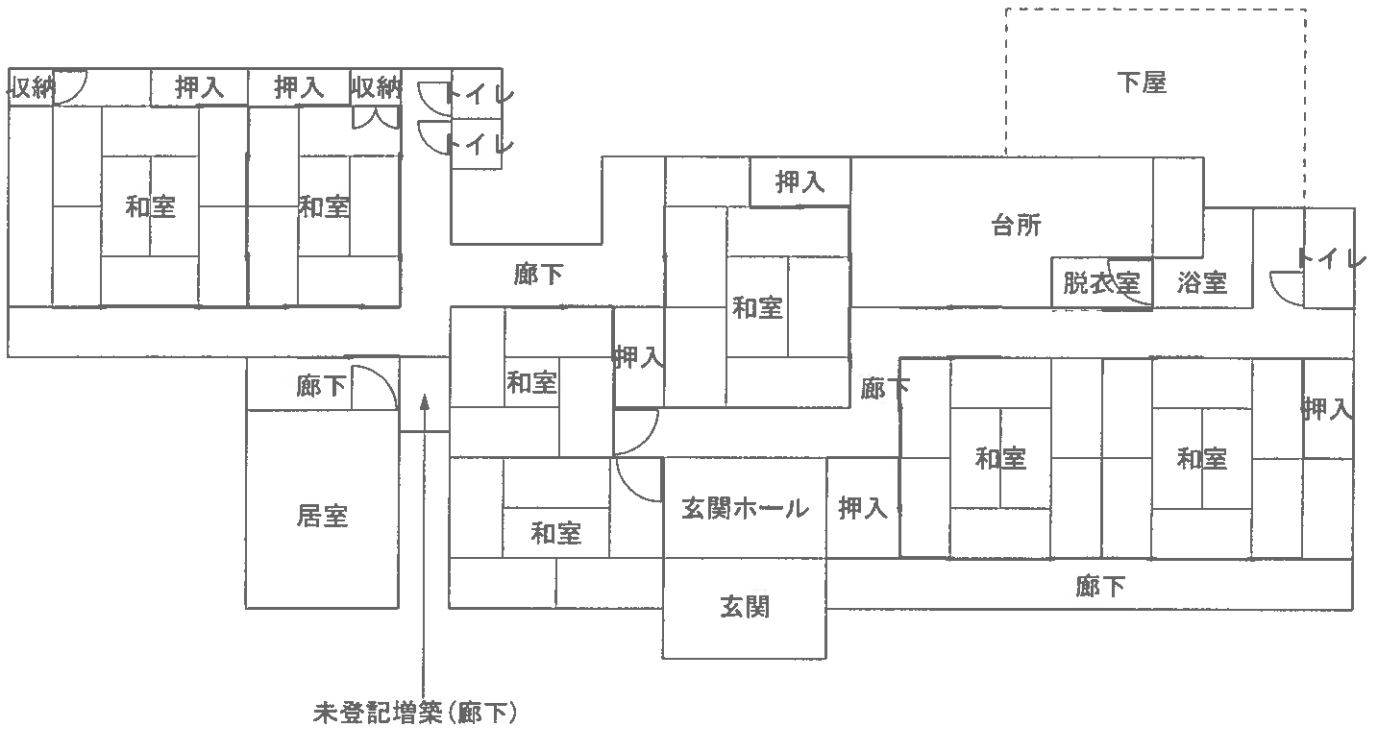 下屋
収納
押入
押入
収納
トイレ
トイレ
和室
和室
押入
台所
廊下
和室
脱衣室
浴室
トイレ
廊下
和室
押入
廊下
押入
居室
和室
玄関ホール
押入
和室
和室
玄関
廊下
未登記増築(廊下)